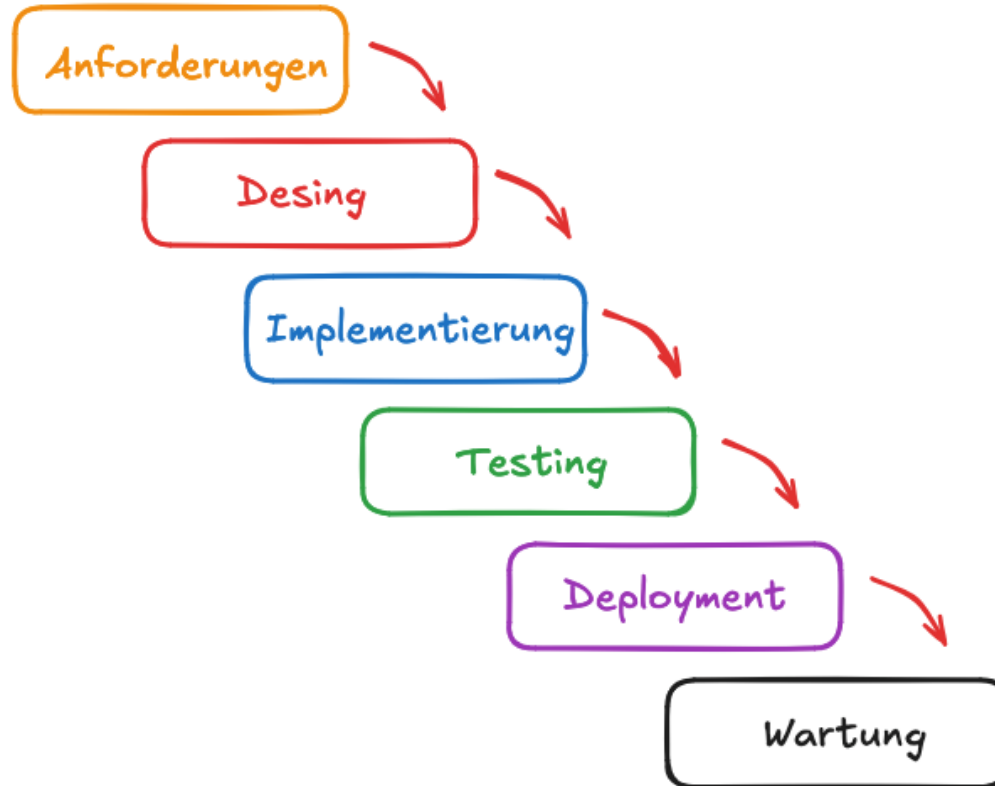 Anforderungen
Desing
Implementierung
Testing
Deployment
Wartung